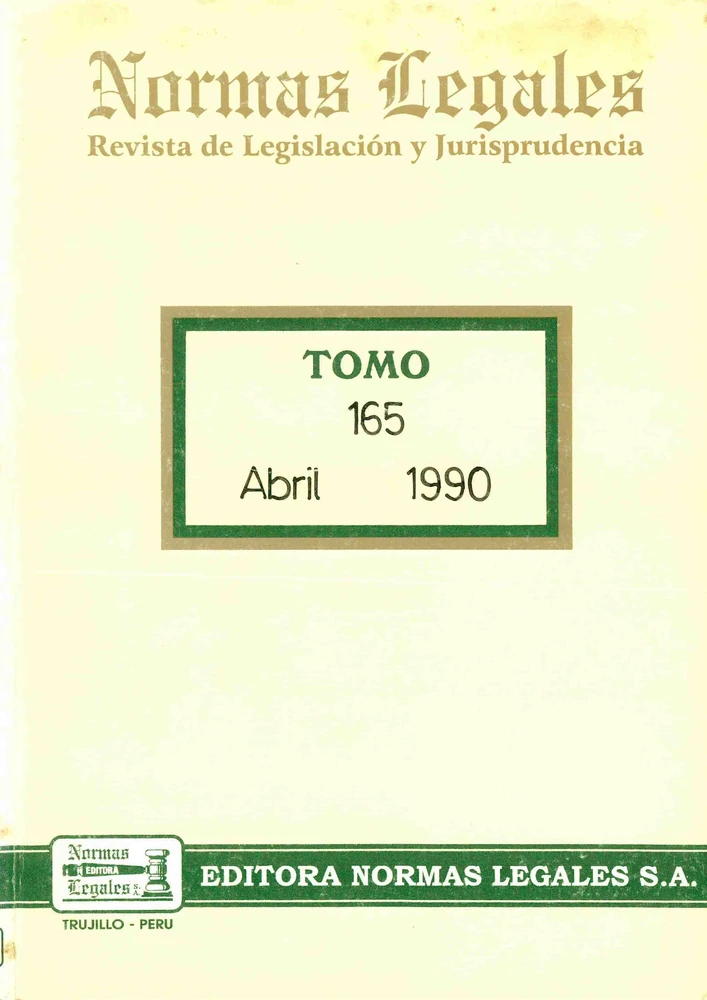 Normas Legales
Revista de Legislación y Jurisprudencia
TOMO
165
Abril 1990
Normas
EDITORA
Legales S.A.
EDITORA NORMAS LEGALES S.A.
TRUJILLO - PERU